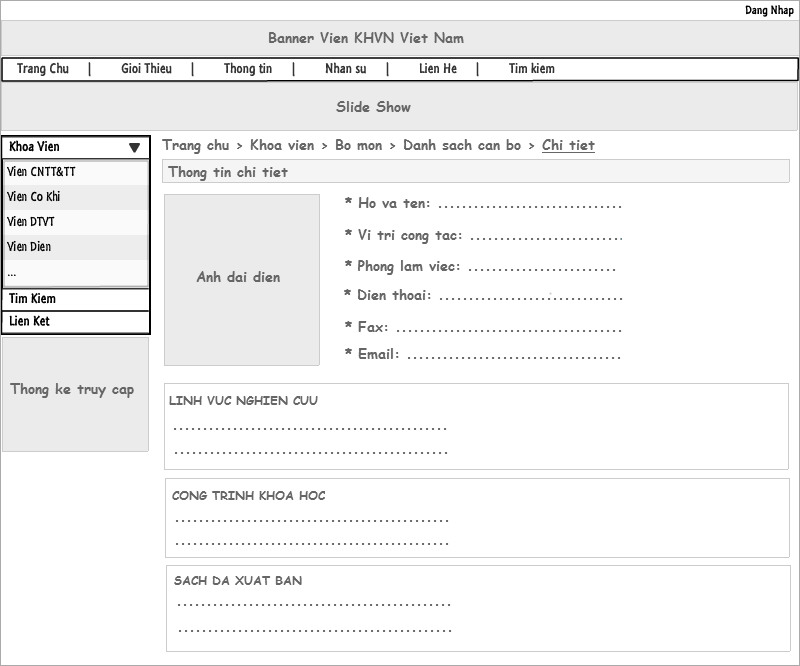 Dang Nhap
Banner Vien KHVN Viet Nam
Trang Chu | Gioi Thieu | Thong tin | Nhan su | Lien He | Tim kiem
Slide Show
Khoa Vien
Vien CNTT&TT
Vien Co Khi
Vien DTVT
Vien Dien
...
Tim Kiem
Lien Ket
Thong ke truy cap
Trang chu > Khoa vien > Bo mon > Danh sach can bo > Chi tiet
Thong tin chi tiet
Anh dai dien
* Ho va ten: ...............................
* Vi tri cong tac: ..........................
* Phong lam viec: .........................
* Dien thoai: ...............................
* Fax: ......................................
* Email: ....................................
LINH VUC NGHIEN CUU
..............................................
..............................................
CONG TRINH KHOA HOC
..............................................
..............................................
SACH DA XUAT BAN
..............................................
..............................................